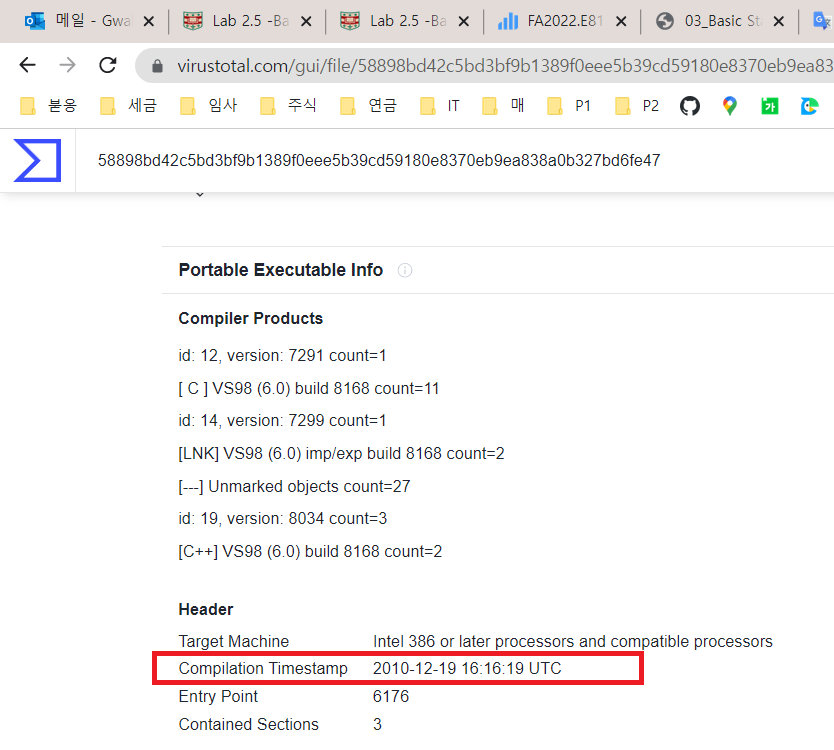 메일 - Gwa
Lab 2.5 -Ba
Lab 2.5 -Ba
FA2022.E81
03_Basic St
virustotal.com/gui/file/58898bd42c5bd3bf9b1389f0eee5b39cd59180e8370eb9ea83
붇옹 세금 임사 주식 연금 IT 매 P1 P2 가
58898bd42c5bd3bf9b1389f0eee5b39cd59180e8370eb9ea838a0b327bd6fe47
Portable Executable Info
Compiler Products
id: 12, version: 7291 count=1
[ C ] VS98 (6.0) build 8168 count=11
id: 14, version: 7299 count=1
[LNK] VS98 (6.0) imp/exp build 8168 count=2
[---] Unmarked objects count=27
id: 19, version: 8034 count=3
[C++] VS98 (6.0) build 8168 count=2
Header
Target Machine Intel 386 or later processors and compatible processors
Compilation Timestamp 2010-12-19 16:16:19 UTC
Entry Point 6176
Contained Sections 3